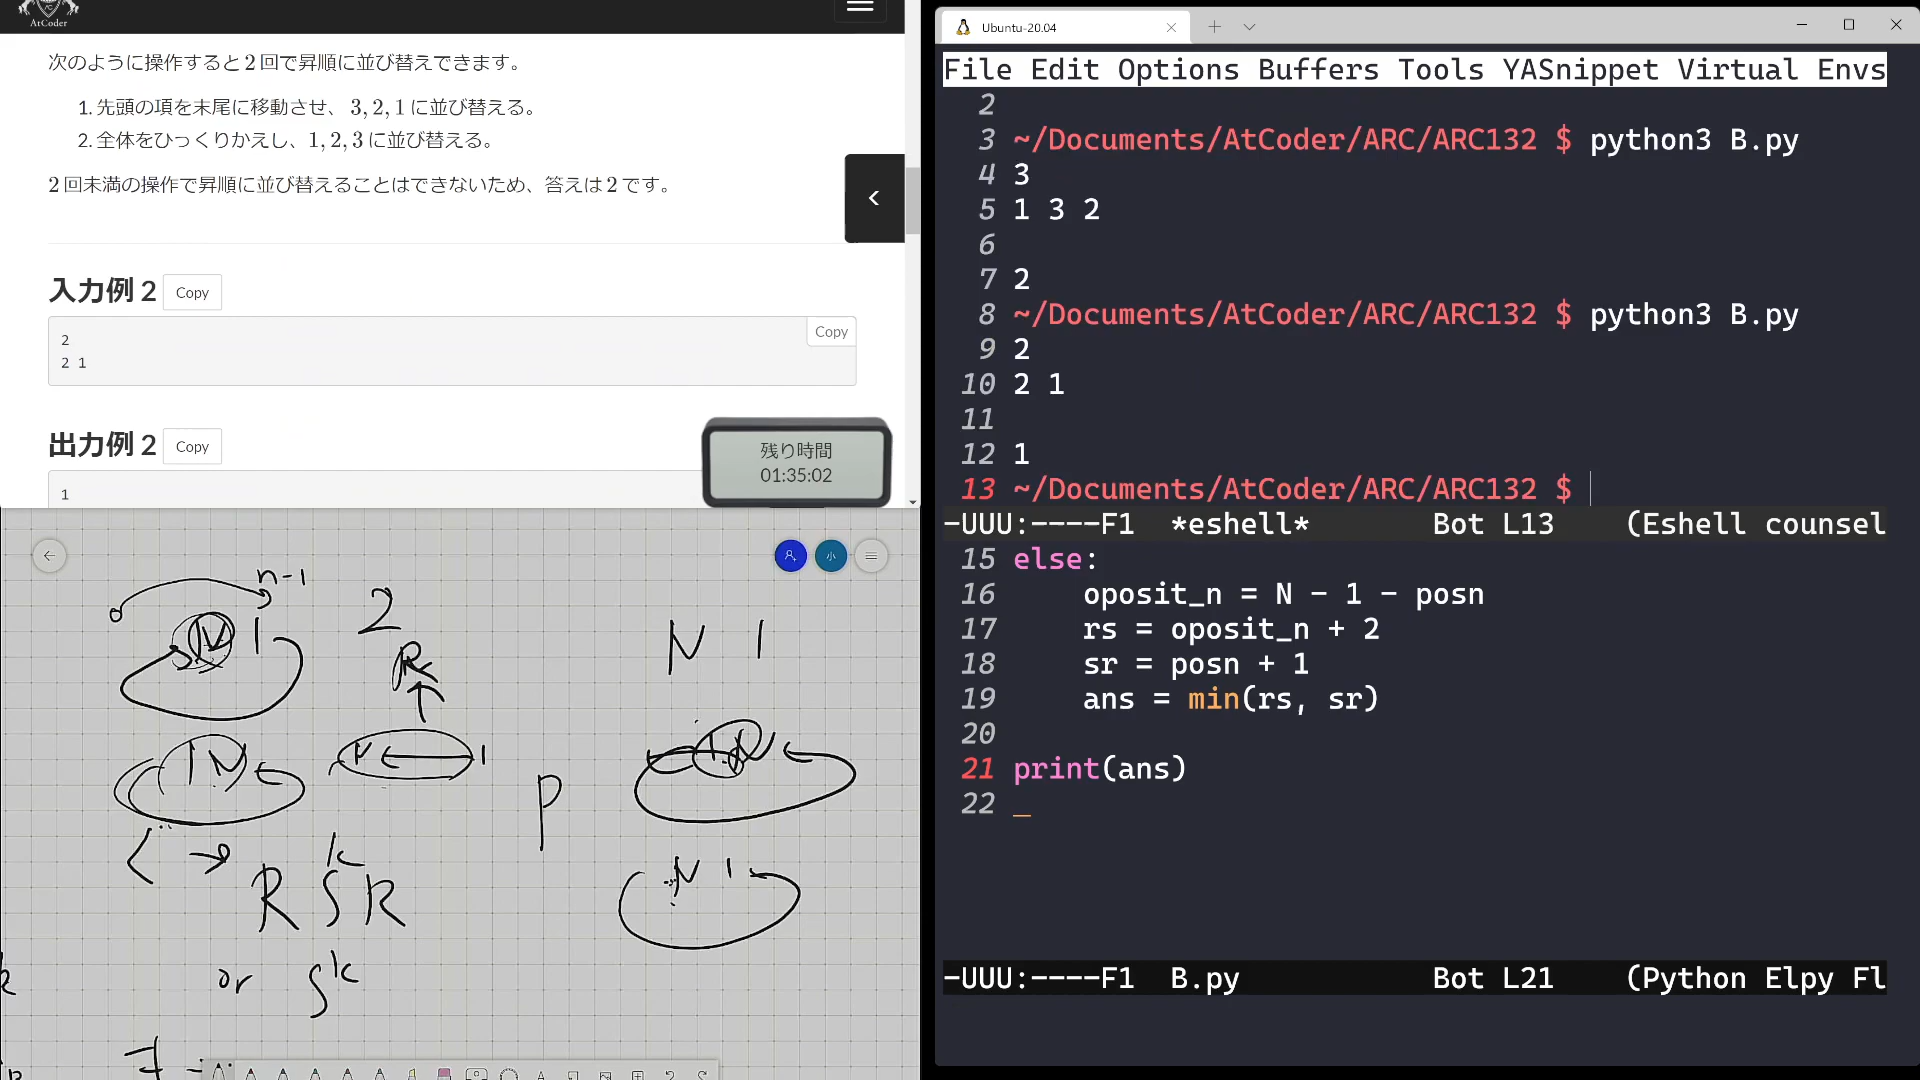 AtCoder
次のように操作すると 2 回で昇順に並び替えできます。
1. 先頭の項を末尾に移動させ、 3, 2, 1 に並び替える。
2. 全体をひっくりかえし、1, 2, 3 に並び替える。
2 回未満の操作で昇順に並び替えることはできないため、答えは 2 です。
<
入力例 2 Copy
Copy
2
2 1
出力例 2 Copy
1
残り時間
01:35:02
小
n-1
N 1
2
R
N 1
1 N
N 1
P
1 N
N 1
R S^k R
or S^k
Ubuntu-20.04
File Edit Options Buffers Tools YASnippet Virtual Envs
2
3 ~/Documents/AtCoder/ARC/ARC132 $ python3 B.py
4 3
5 1 3 2
6
7 2
8 ~/Documents/AtCoder/ARC/ARC132 $ python3 B.py
9 2
10 2 1
11
12 1
13 ~/Documents/AtCoder/ARC/ARC132 $
-UUU:----F1 *eshell* Bot L13 (Eshell counsel
15 else:
16 oposit_n = N - 1 - posn
17 rs = oposit_n + 2
18 sr = posn + 1
19 ans = min(rs, sr)
20
21 print(ans)
22
-UUU:----F1 B.py Bot L21 (Python Elpy Fl